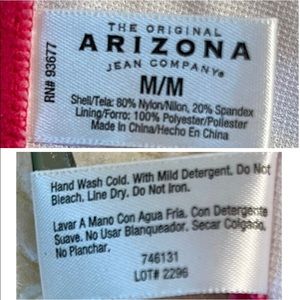 THE ORIGINAL
ARIZONA
JEAN COMPANY®
M/M
RN# 93677
Shell/Tela: 80% Nylon/Nilon, 20% Spandex
Lining/Forro: 100% Polyester/Poliester
Made In China/Hecho En China
Hand Wash Cold. With Mild Detergent. Do Not
Bleach. Line Dry. Do Not Iron.
Lavar A Mano Con Agua Fría. Con Detergente
Suave. No Usar Blanqueador. Secar Colgado.
No Planchar.
746131
LOT# 2296